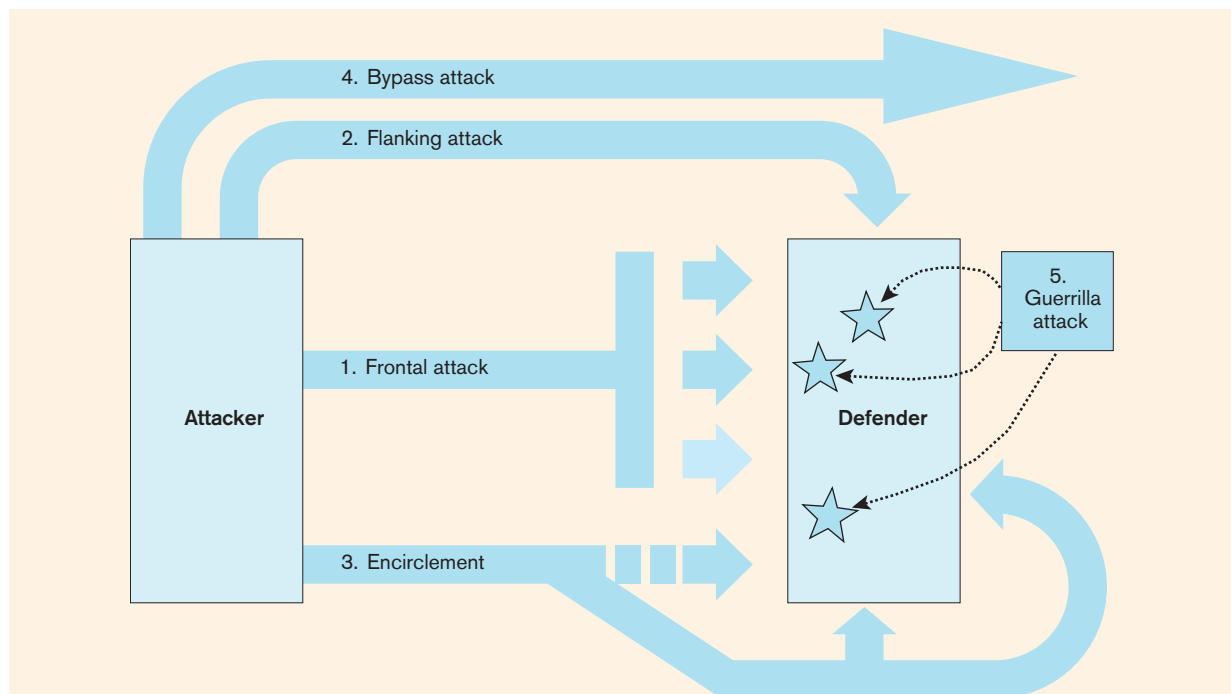 4. Bypass attack
2. Flanking attack
5.
Guerrilla
attack
1. Frontal attack
Attacker
Defender
3. Encirclement